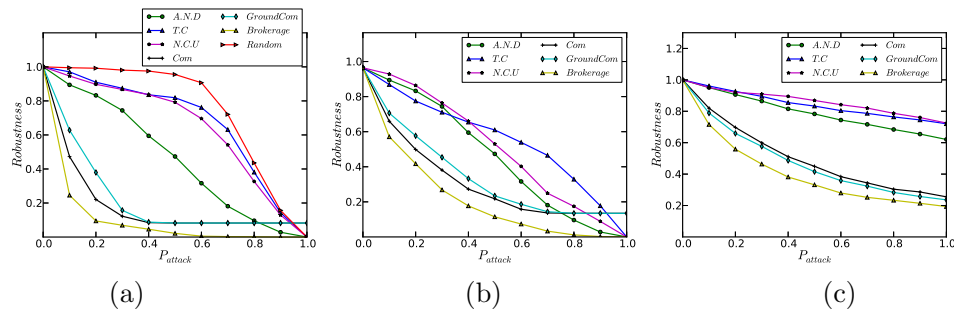 A.N.D GroundCom
T.C Brokerage
N.C.U Random
Com
Robustness
1.0
0.8
0.6
0.4
0.2
0.0 0.2 0.4 0.6 0.8 1.0
P_attack
(a)
A.N.D Com
T.C GroundCom
N.C.U Brokerage
Robustness
1.0
0.8
0.6
0.4
0.2
0.0 0.2 0.4 0.6 0.8 1.0
P_attack
(b)
A.N.D Com
T.C GroundCom
N.C.U Brokerage
Robustness
1.2
1.0
0.8
0.6
0.4
0.2
0.0 0.2 0.4 0.6 0.8 1.0
P_attack
(c)